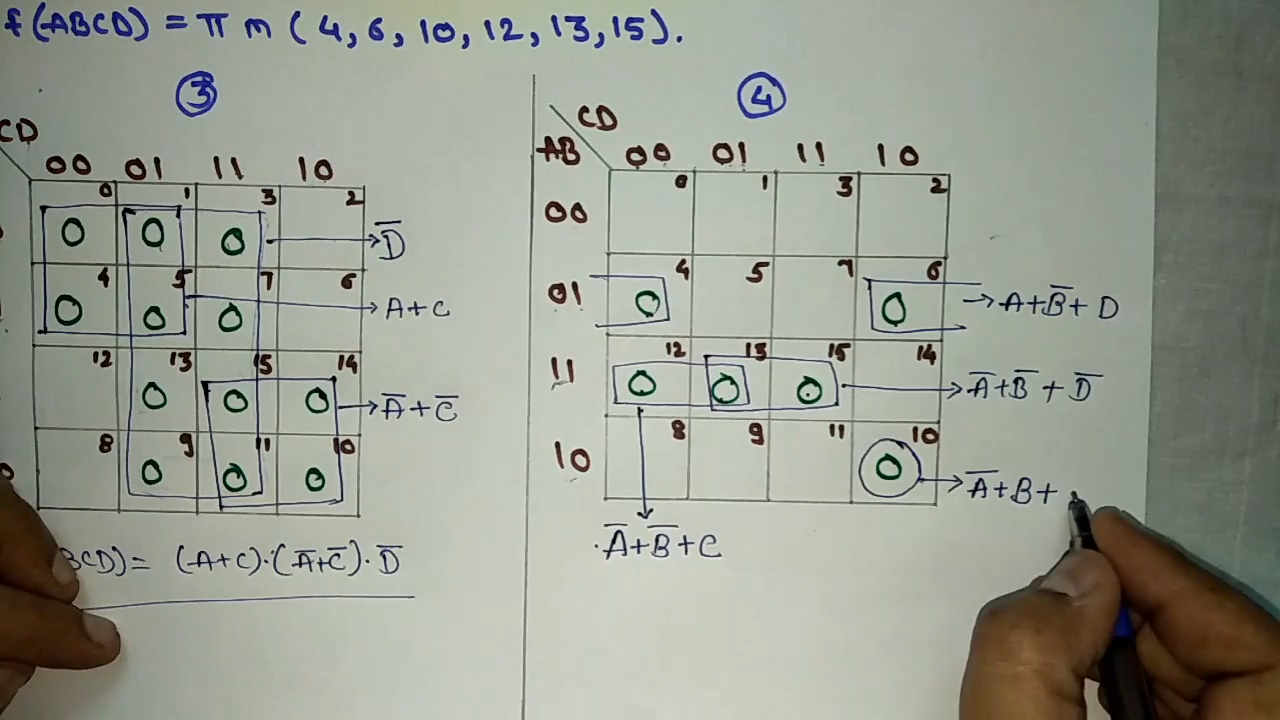 f(ABCD) = π m (4, 6, 10, 12, 13, 15).
③
CD
00 01 11 10
0 1 3 2
0 0 0
→ D̅
4 5 7 6
0 0 0
→ A+C
12 13 15 14
0 0 0
→ A̅+C̅
8 9 11 10
0 0 0
BCD) = (A+C)·(A̅+C̅)·D̅
④
CD
AB
00 01 11 10
00
0 1 3 2
01
4 5 7 6
0 0
→ A+B̅+D
11
12 13 15 14
0 0 0
→ A̅+B̅+D̅
10
8 9 11 10
0
→ A̅+B+
A̅+B̅+C